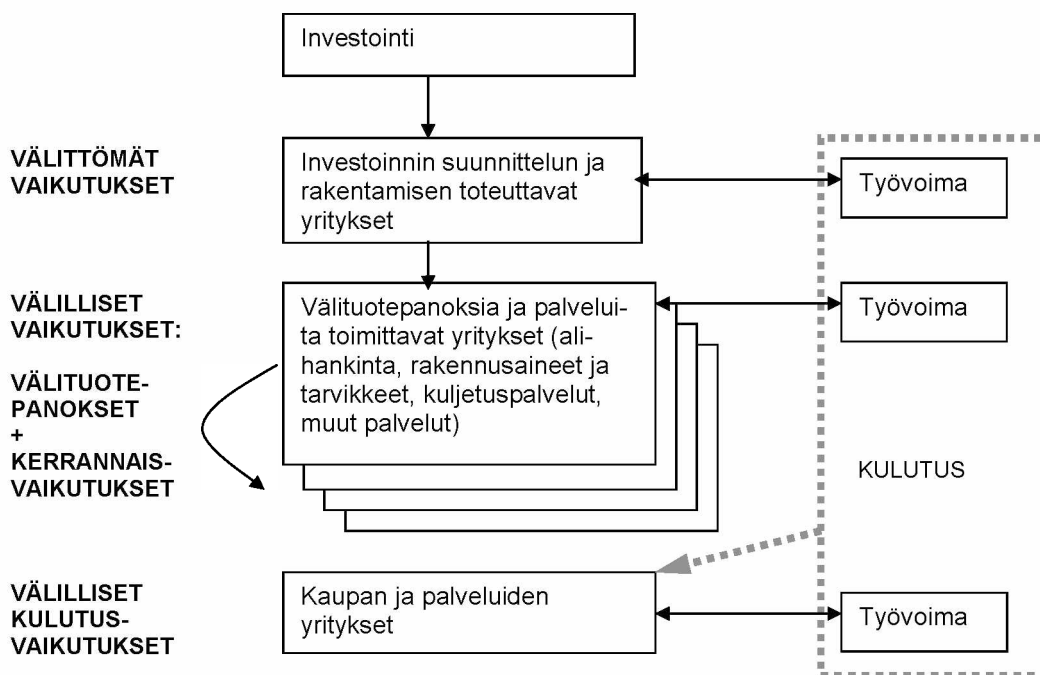 Investointi
VÄLITTÖMÄT
VAIKUTUKSET
Investoinnin suunnittelun ja
rakentamisen toteuttavat
yritykset
Työvoima
VÄLILLISET
VAIKUTUKSET:
VÄLITUOTE-
PANOKSET
+
KERRANNAIS-
VAIKUTUKSET
Välituotepanoksia ja palvelu-
ita toimittavat yritykset (ali-
hankinta, rakennusaineet ja
tarvikkeet, kuljetuspalvelut,
muut palvelut)
Työvoima
KULUTUS
VÄLILLISET
KULUTUS-
VAIKUTUKSET
Kaupan ja palveluiden
yritykset
Työvoima